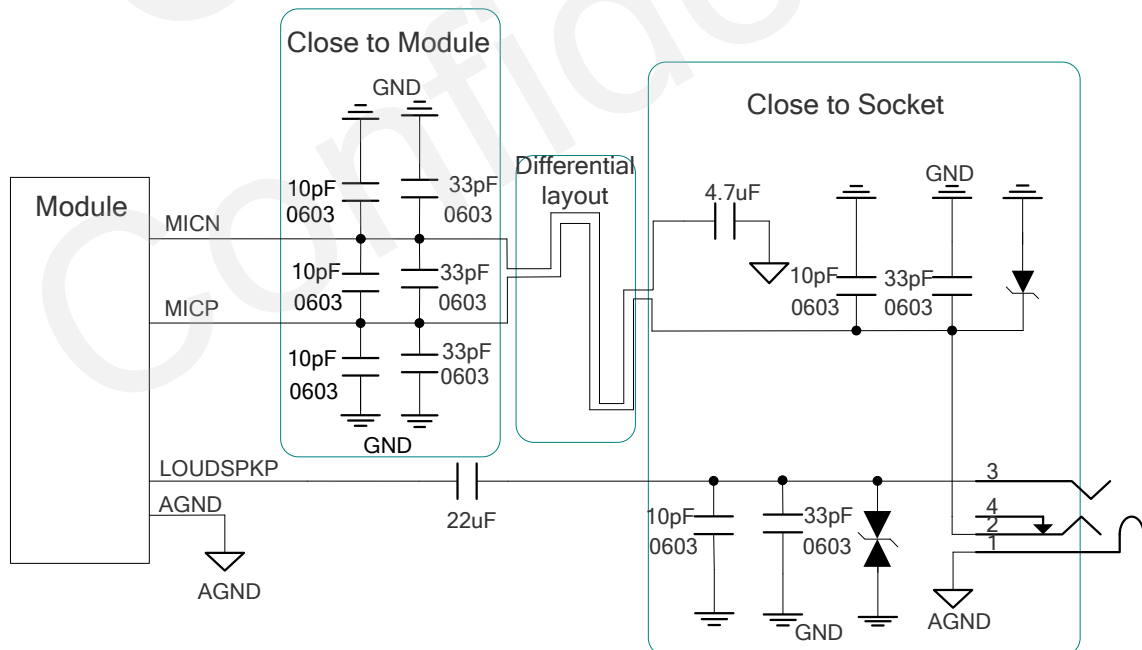 Close to Module
GND
10pF
0603
33pF
0603
Module
MICN
10pF
0603
33pF
0603
MICP
10pF
0603
33pF
0603
GND
Differential
layout
Close to Socket
4.7uF
GND
10pF
0603
33pF
0603
LOUDSPKP
AGND
AGND
22uF
10pF
0603
33pF
0603
GND
3
4
2
1
AGND